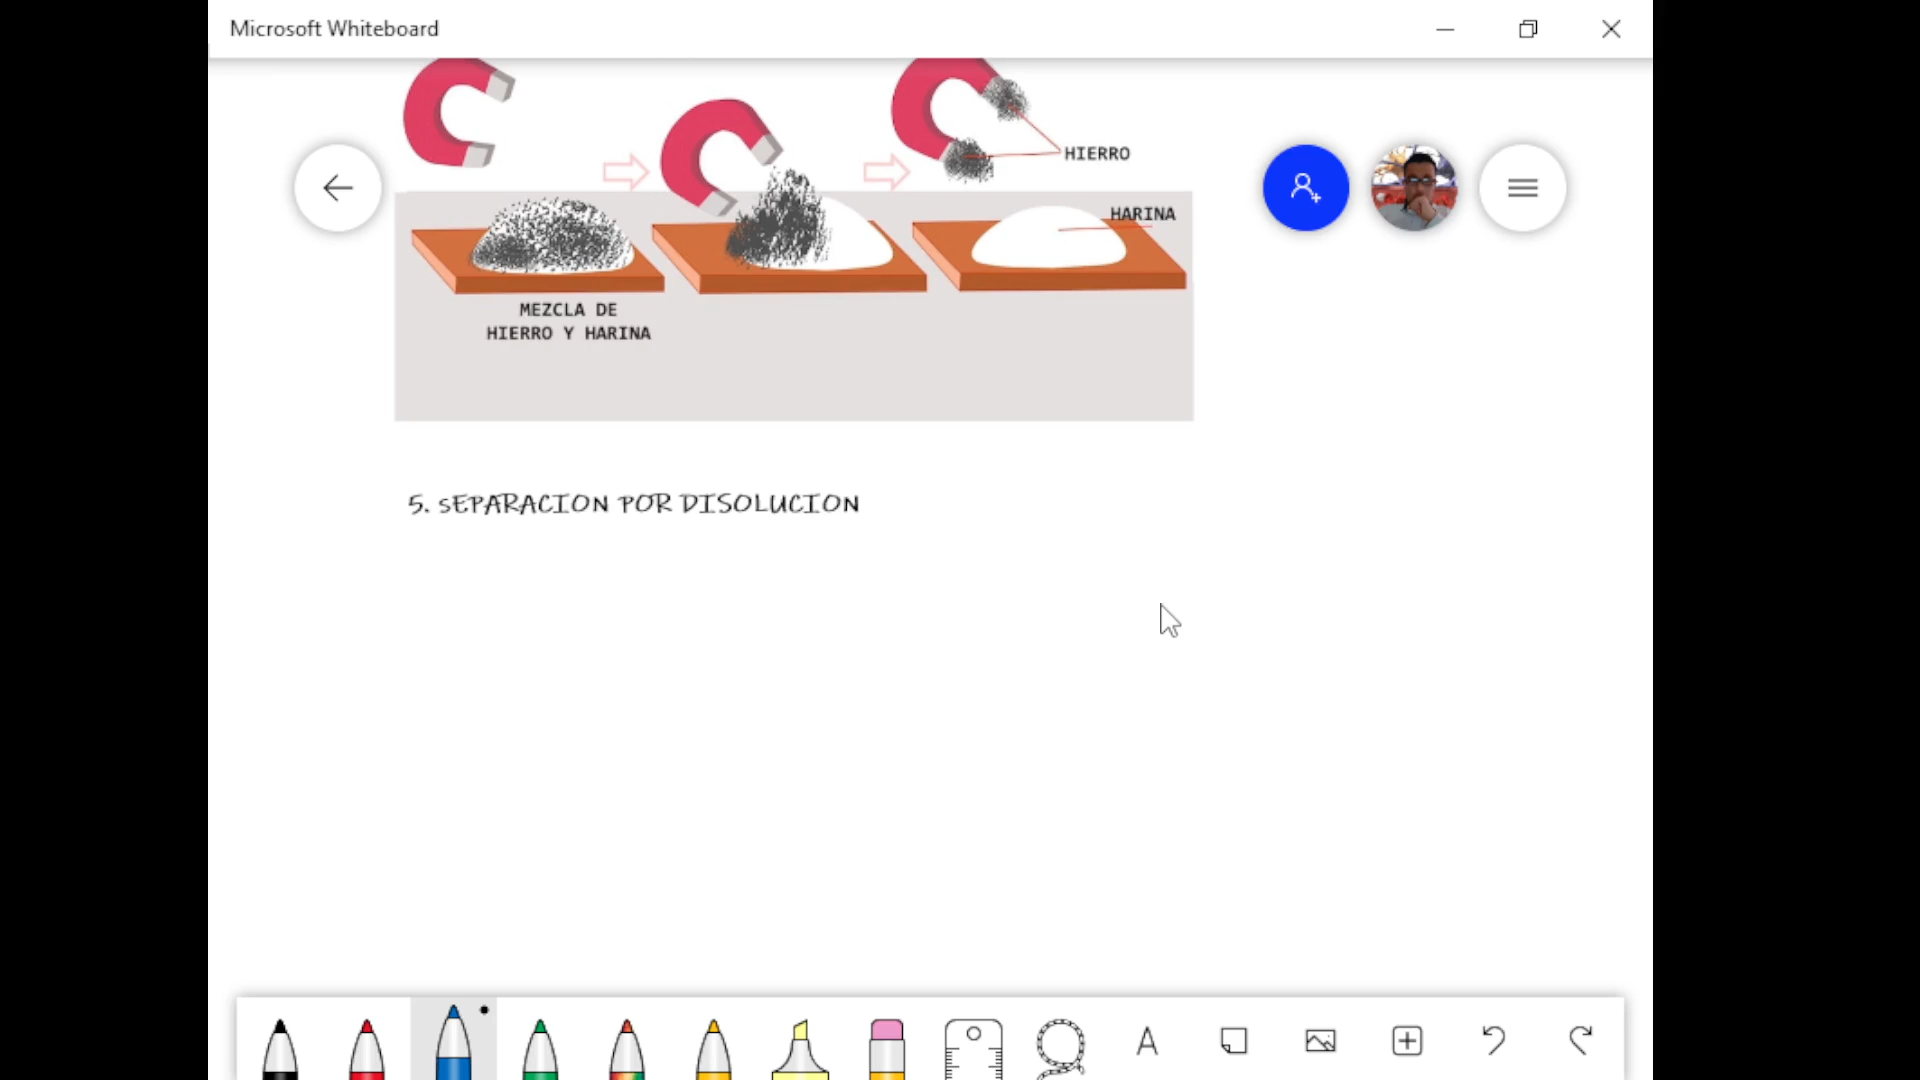 Microsoft Whiteboard
HIERRO
HARINA
MEZCLA DE
HIERRO Y HARINA
5. SEPARACION POR DISOLUCION
A